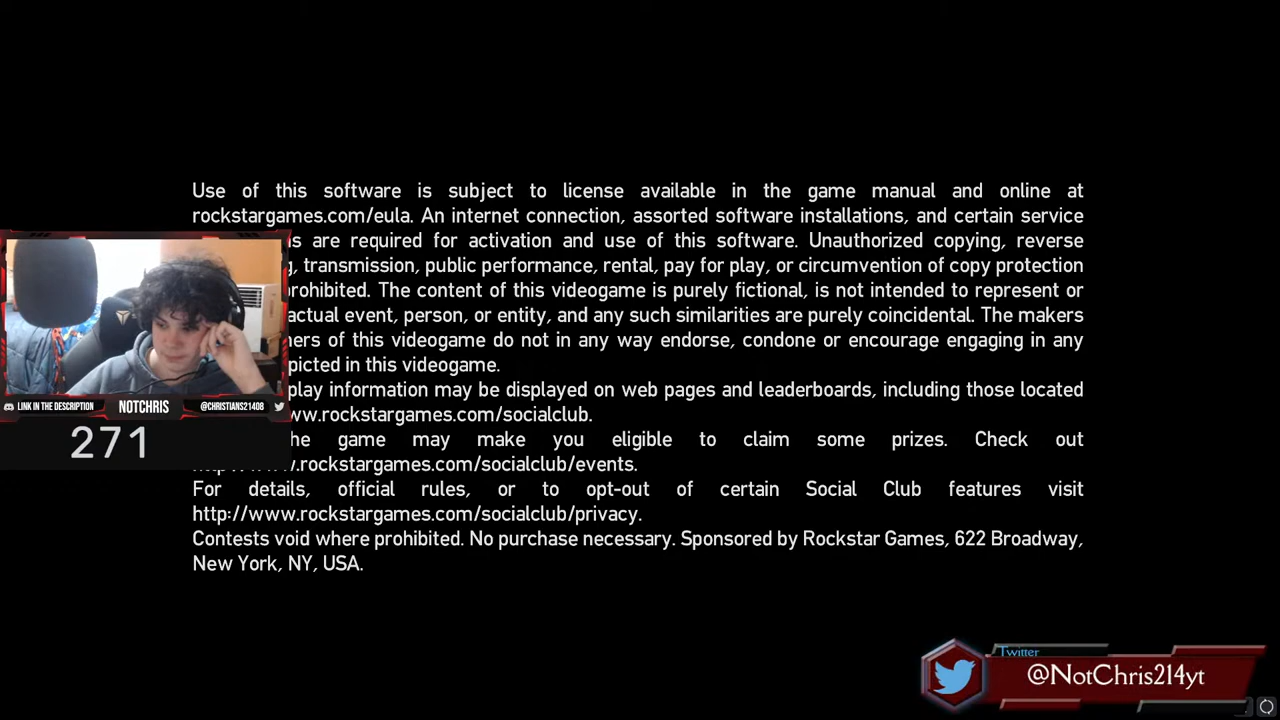 Use of this software is subject to license available in the game manual and online at
rockstargames.com/eula. An internet connection, assorted software installations, and certain service
are required for activation and use of this software. Unauthorized copying, reverse
transmission, public performance, rental, pay for play, or circumvention of copy protection
prohibited. The content of this videogame is purely fictional, is not intended to represent or
actual event, person, or entity, and any such similarities are purely coincidental. The makers
of this videogame do not in any way endorse, condone or encourage engaging in any
in this videogame.
play information may be displayed on web pages and leaderboards, including those located
.rockstargames.com/socialclub.
game may make you eligible to claim some prizes. Check out
.rockstargames.com/socialclub/events.
For details, official rules, or to opt-out of certain Social Club features visit
http://www.rockstargames.com/socialclub/privacy.
Contests void where prohibited. No purchase necessary. Sponsored by Rockstar Games, 622 Broadway,
New York, NY, USA.
LINK IN THE DESCRIPTION NOTCHRIS @CHRISTIANS21408
271
Twitter
@NotChris214yt